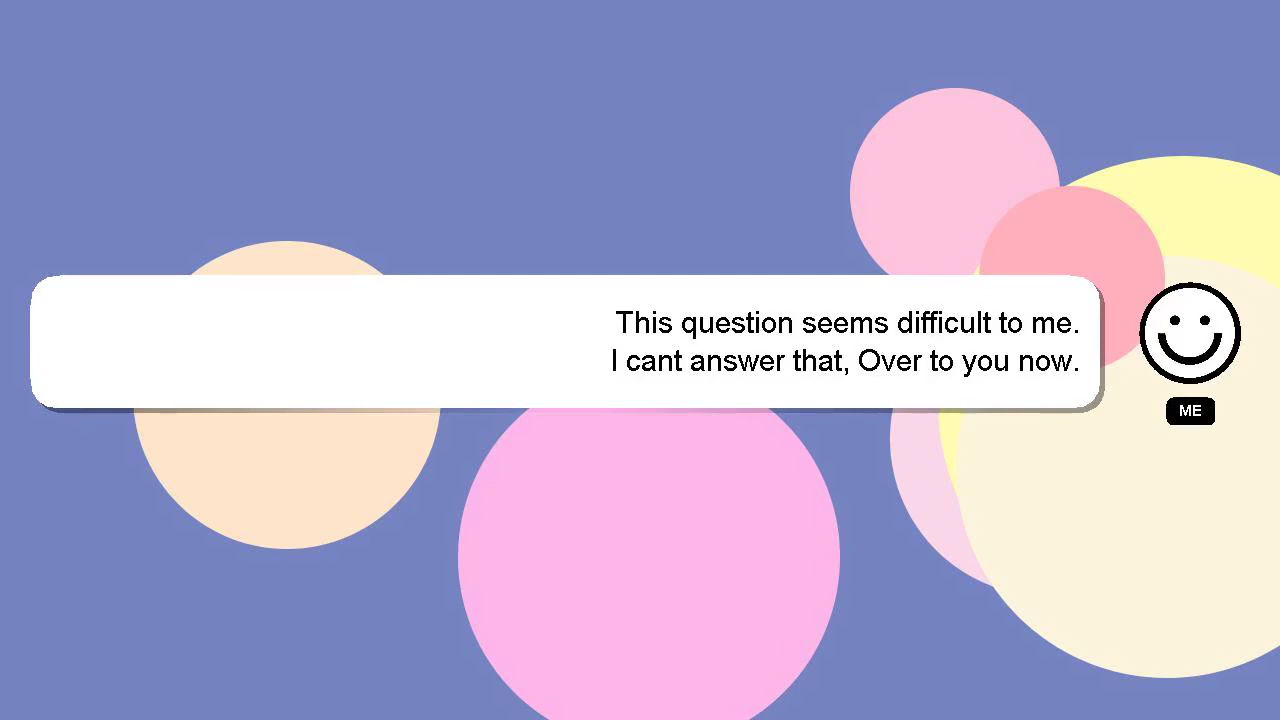 This question seems difficult to me.
I cant answer that, Over to you now.
ME